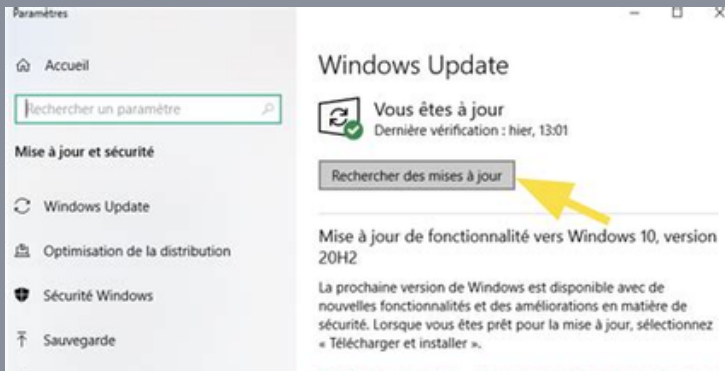 Paramètres
Accueil
Rechercher un paramètre
Mise à jour et sécurité
Windows Update
Optimisation de la distribution
Sécurité Windows
Sauvegarde
Windows Update
Vous êtes à jour
Dernière vérification : hier, 13:01
Rechercher des mises à jour
Mise à jour de fonctionnalité vers Windows 10, version
20H2
La prochaine version de Windows est disponible avec de
nouvelles fonctionnalités et des améliorations en matière de
sécurité. Lorsque vous êtes prêt pour la mise à jour, sélectionnez
« Télécharger et installer ».